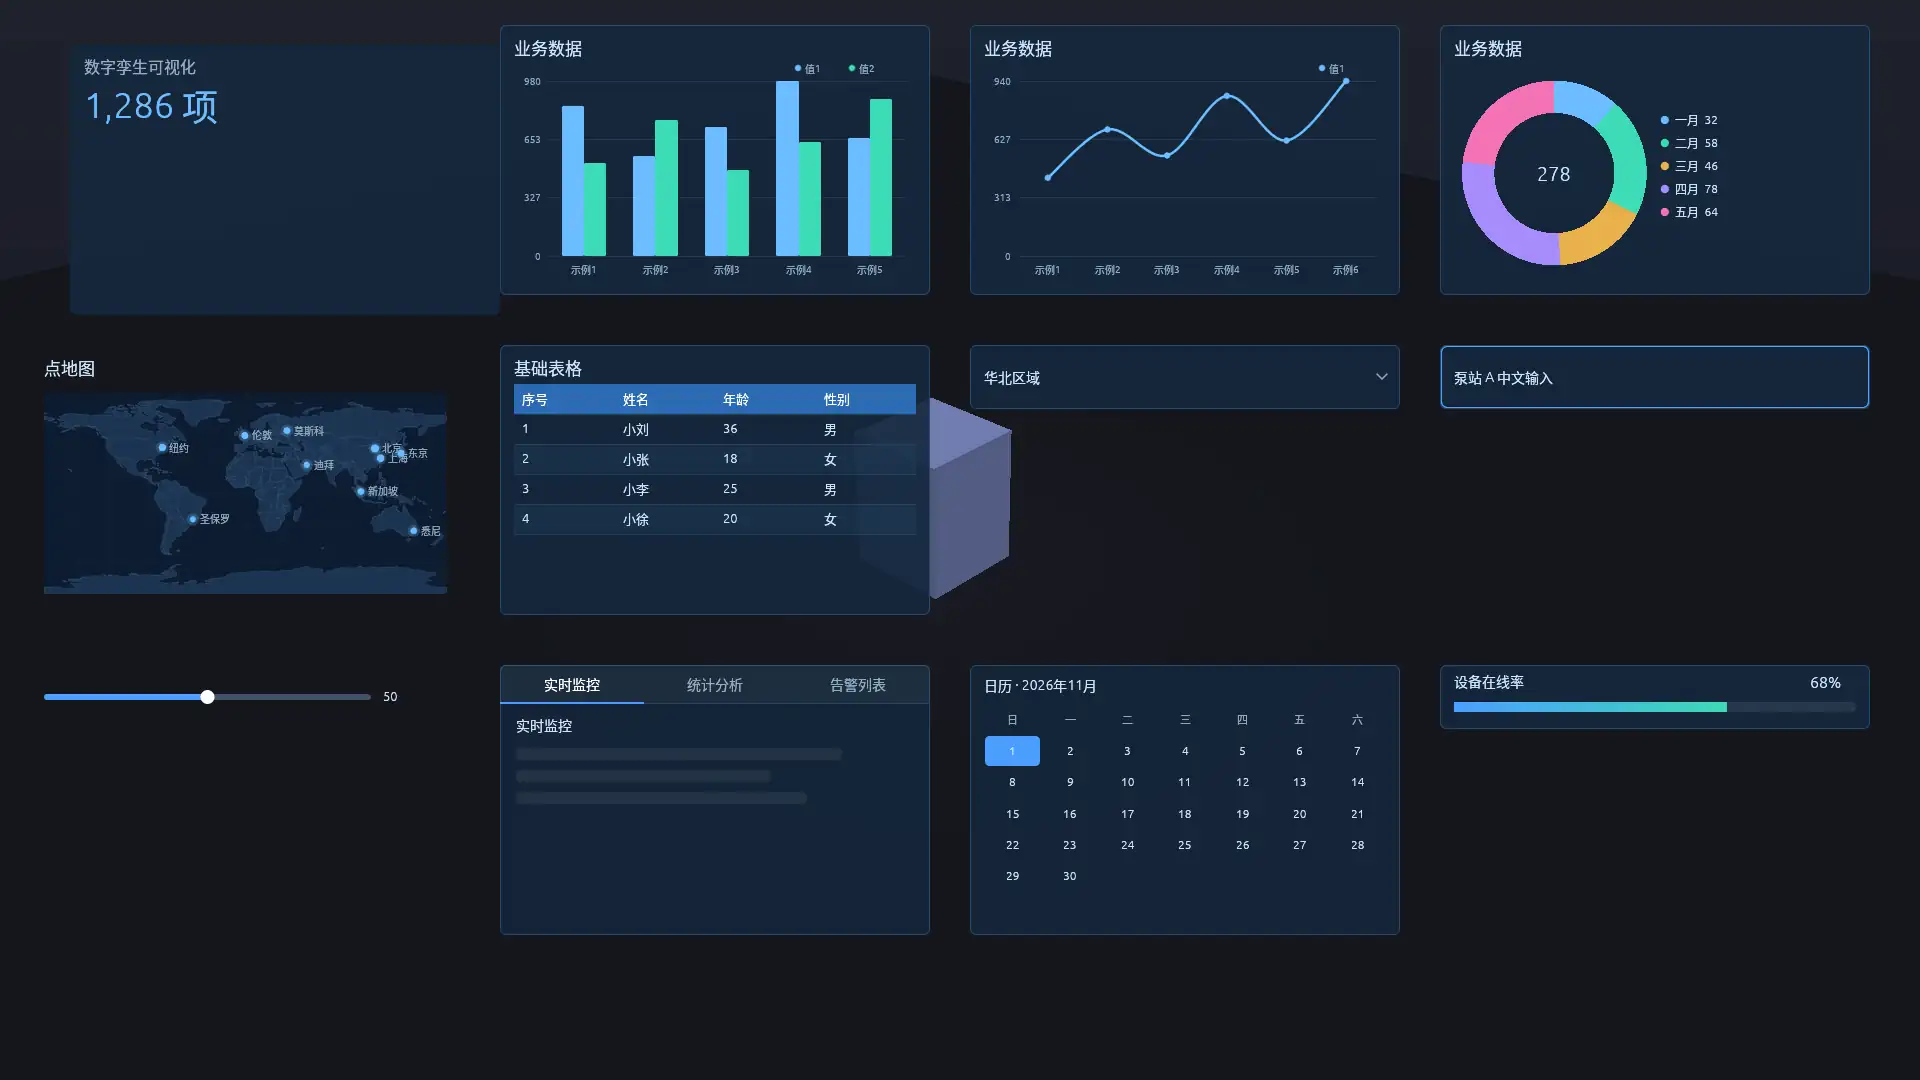 数字孪生可视化
1,286 项
业务数据
值1 值2
980
653
327
0
示例1 示例2 示例3 示例4 示例5
业务数据
值1
940
627
313
0
示例1 示例2 示例3 示例4 示例5 示例6
业务数据
278
一月 32
二月 58
三月 46
四月 78
五月 64
点地图
纽约
伦敦
莫斯科
迪拜
北京
东京
上海
新加坡
圣保罗
悉尼
基础表格
序号 姓名 年龄 性别
1 小刘 36 男
2 小张 18 女
3 小李 25 男
4 小徐 20 女
华北区域
泵站 A 中文输入
50
实时监控 统计分析 告警列表
实时监控
日历 · 2026年11月
日 一 二 三 四 五 六
1 2 3 4 5 6 7
8 9 10 11 12 13 14
15 16 17 18 19 20 21
22 23 24 25 26 27 28
29 30
设备在线率 68%